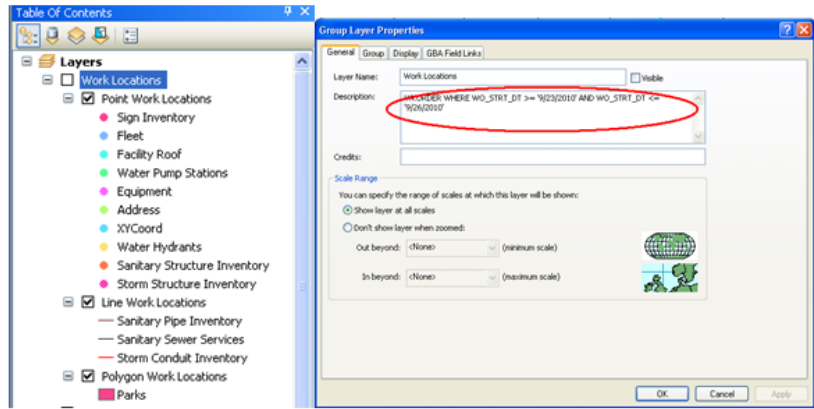 Table Of Contents
Layers
Work Locations
Point Work Locations
Sign Inventory
Fleet
Facility Roof
Water Pump Stations
Equipment
Address
XYCoord
Water Hydrants
Sanitary Structure Inventory
Storm Structure Inventory
Line Work Locations
Sanitary Pipe Inventory
Sanitary Sewer Services
Storm Conduit Inventory
Polygon Work Locations
Parks
Group Layer Properties
General Group Display GBA Field Links
Layer Name: Work Locations Visible
Description: WHERE WO_STRT_DT >= '9/23/2010' AND WO_STRT_DT <=
'9/26/2010'
Credits:
Scale Range
You can specify the range of scales at which this layer will be shown:
Show layer at all scales
Don't show layer when zoomed:
Out beyond: <None> (minimum scale)
In beyond: <None> (maximum scale)
OK Cancel Apply